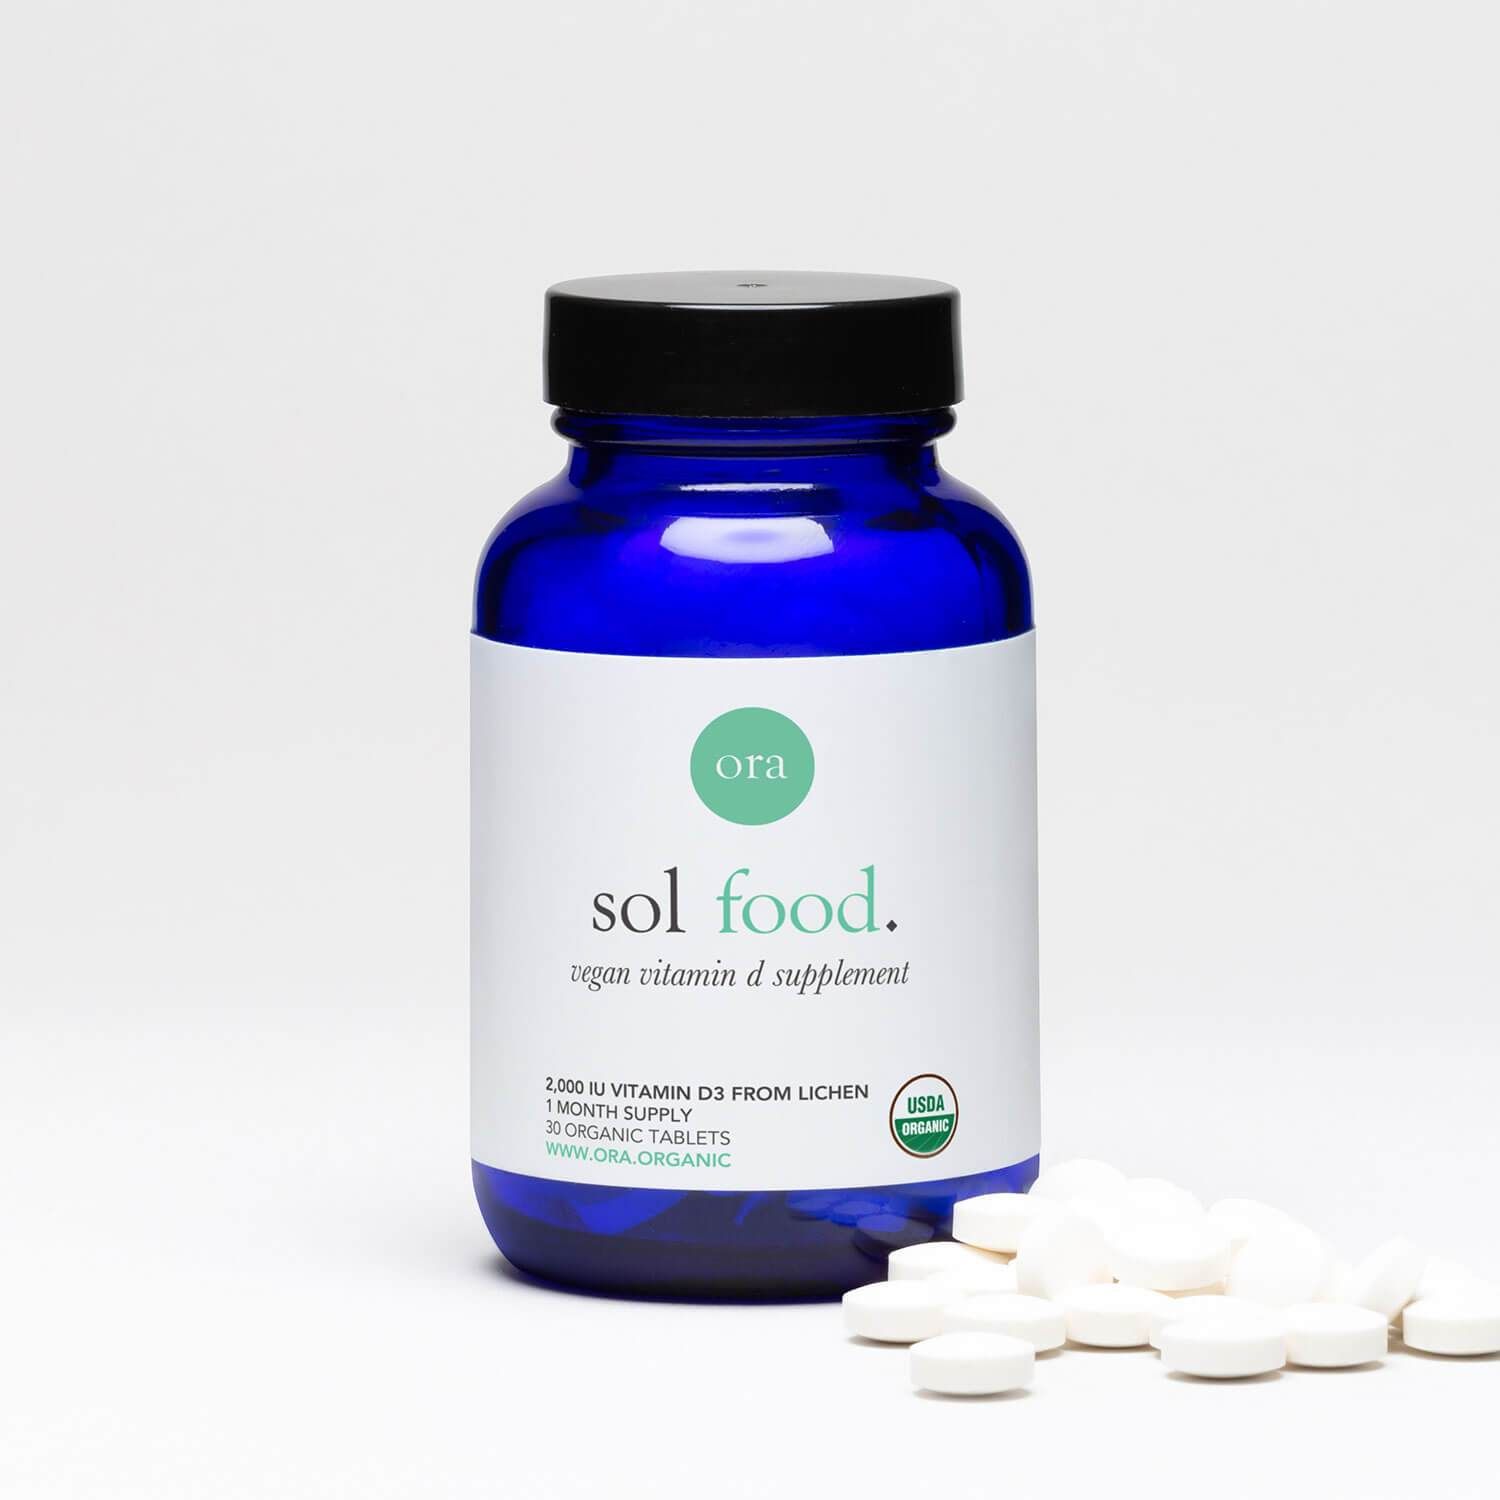 ora
sol food.
vegan vitamin d supplement
2,000 IU VITAMIN D3 FROM LICHEN
1 MONTH SUPPLY
30 ORGANIC TABLETS
WWW.ORA.ORGANIC
USDA
ORGANIC